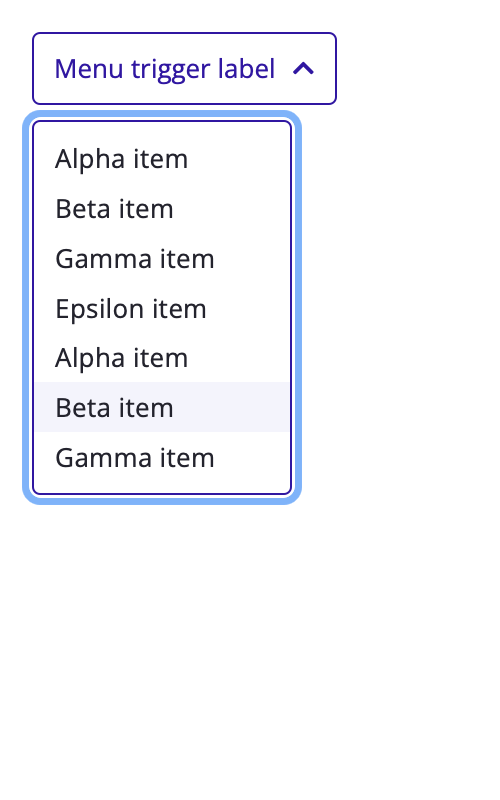 Menu trigger label
Alpha item
Beta item
Gamma item
Epsilon item
Alpha item
Beta item
Gamma item